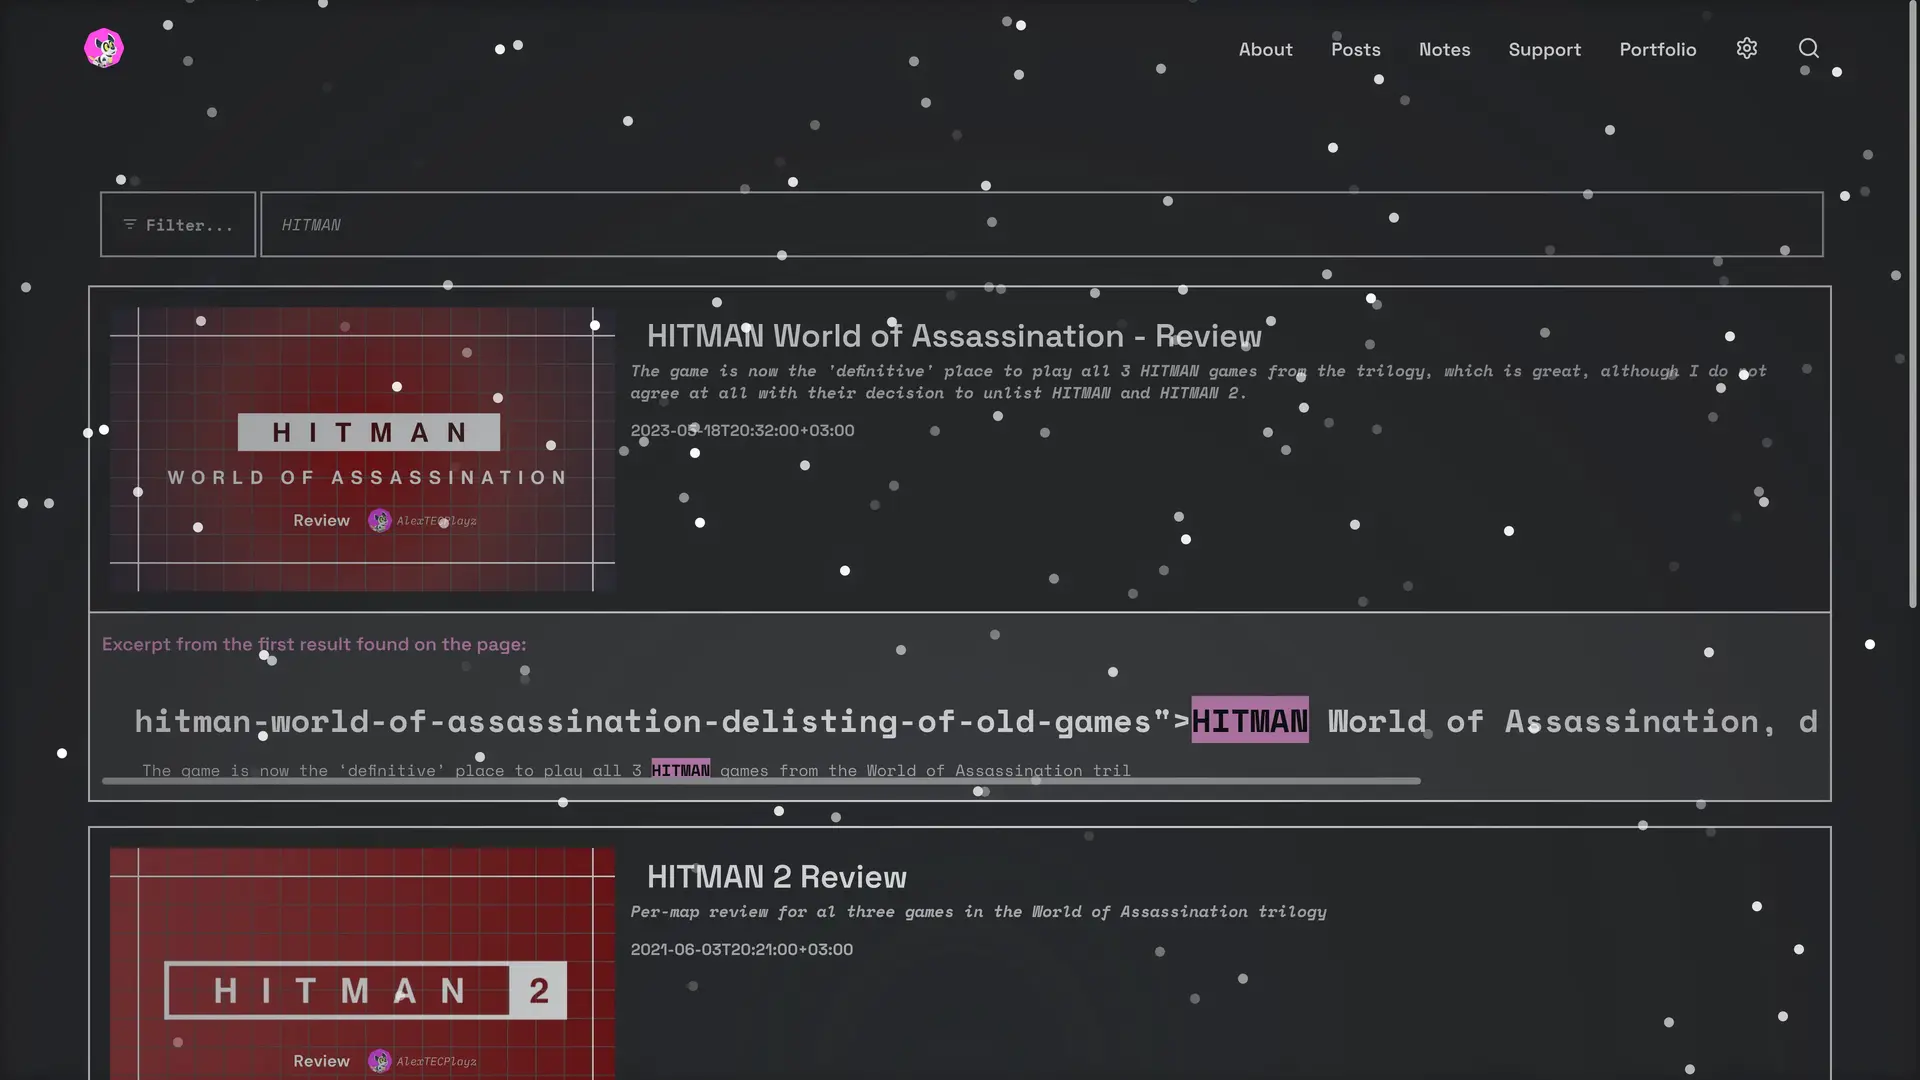 About Posts Notes Support Portfolio
Filter...
HITMAN
HITMAN
WORLD OF ASSASSINATION
Review AlexTECPlayz
HITMAN World of Assassination - Review
The game is now the 'definitive' place to play all 3 HITMAN games from the trilogy, which is great, although I do not
agree at all with their decision to unlist HITMAN and HITMAN 2.
2023-05-18T20:32:00+03:00
Excerpt from the first result found on the page:
hitman-world-of-assassination-delisting-of-old-games">HITMAN World of Assassination, d
The game is now the ‘definitive’ place to play all 3 HITMAN games from the World of Assassination tril
HITMAN 2
Review AlexTECPlayz
HITMAN 2 Review
Per-map review for al three games in the World of Assassination trilogy
2021-06-03T20:21:00+03:00